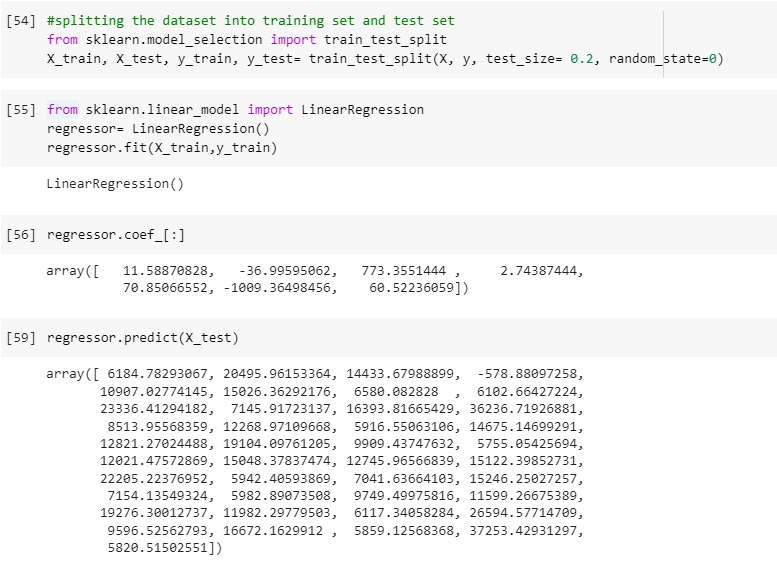 [54] #splitting the dataset into training set and test set
from sklearn.model_selection import train_test_split
X_train, X_test, y_train, y_test= train_test_split(X, y, test_size= 0.2, random_state=0)
[55] from sklearn.linear_model import LinearRegression
regressor= LinearRegression()
regressor.fit(X_train,y_train)
LinearRegression()
[56] regressor.coef_[:]
array([   11.58870828,   -36.99595062,   773.3551444 ,     2.74387444,
          70.85066552, -1009.36498456,    60.52236059])
[59] regressor.predict(X_test)
array([ 6184.78293067, 20495.96153364, 14433.67988899,  -578.88097258,
       10907.02774145, 15026.36292176,  6580.082828  ,  6102.66427224,
       23336.41294182,  7145.91723137, 16393.81665429, 36236.71926881,
        8513.95568359, 12268.97109668,  5916.55063106, 14675.14699291,
       12821.27024488, 19104.09761205,  9909.43747632,  5755.05425694,
       12021.47572869, 15048.37837474, 12745.96566839, 15122.39852731,
       22205.22376952,  5942.40593869,  7041.63664103, 15246.25027257,
        7154.13549324,  5982.89073508,  9749.49975816, 11599.26675389,
       19276.30012737, 11982.29779503,  6117.34058284, 26594.57714709,
        9596.52562793, 16672.1629912 ,  5859.12568368, 37253.42931297,
        5820.51502551])